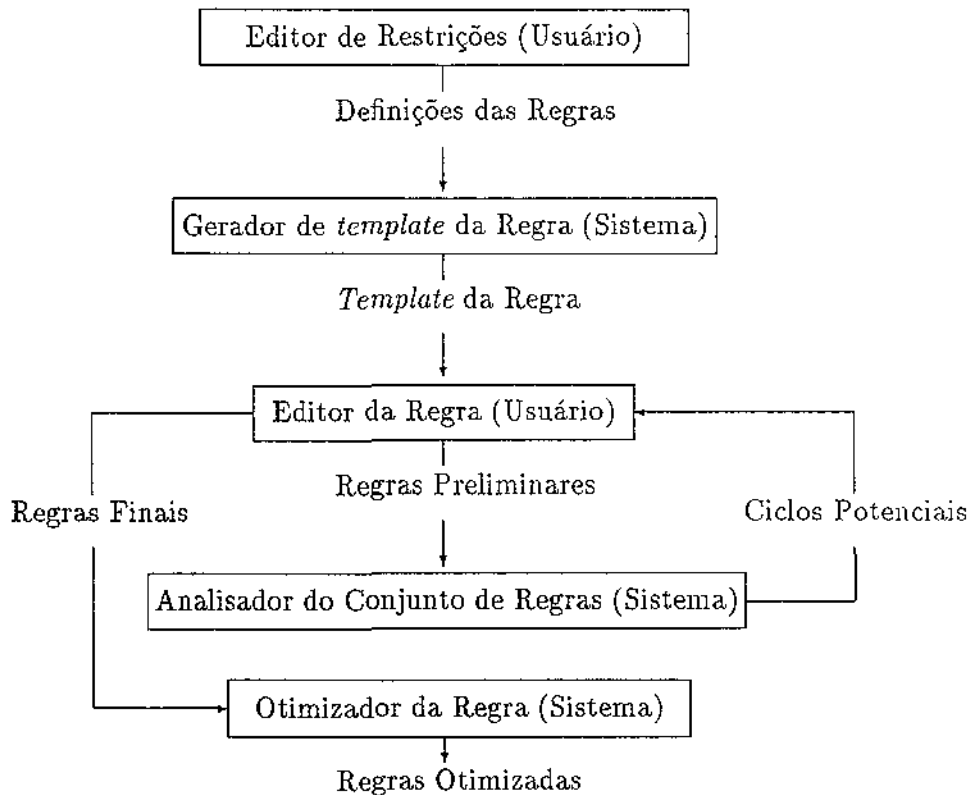 Editor de Restrições (Usuário)
Definições das Regras
Gerador de template da Regra (Sistema)
Template da Regra
Editor da Regra (Usuário)
Regras Preliminares
Regras Finais
Ciclos Potenciais
Analisador do Conjunto de Regras (Sistema)
Otimizador da Regra (Sistema)
Regras Otimizadas